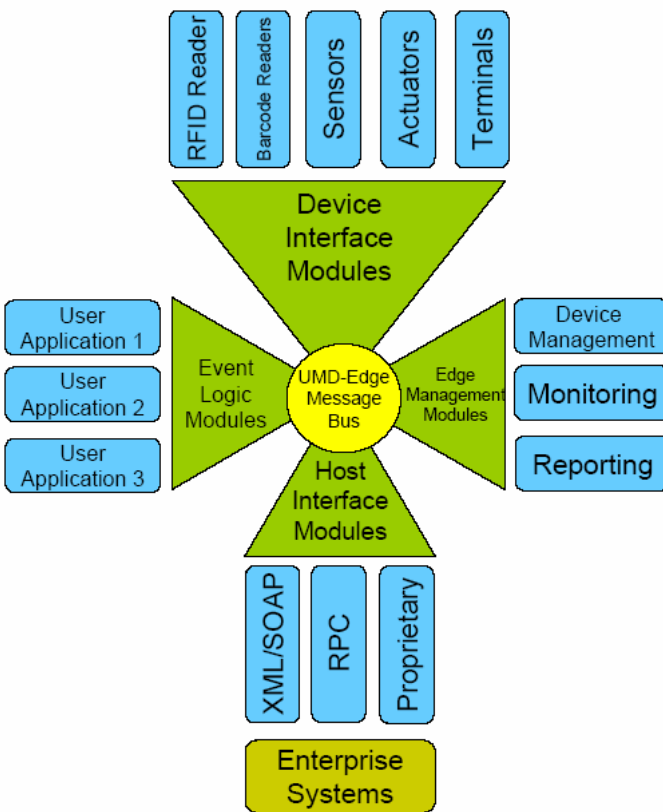 RFID Reader
Barcode Readers
Sensors
Actuators
Terminals
Device
Interface
Modules
User
Application 1
User
Application 2
User
Application 3
Event
Logic
Modules
UMD-Edge
Message
Bus
Edge
Management
Modules
Device
Management
Monitoring
Reporting
Host
Interface
Modules
XML/SOAP
RPC
Proprietary
Enterprise
Systems